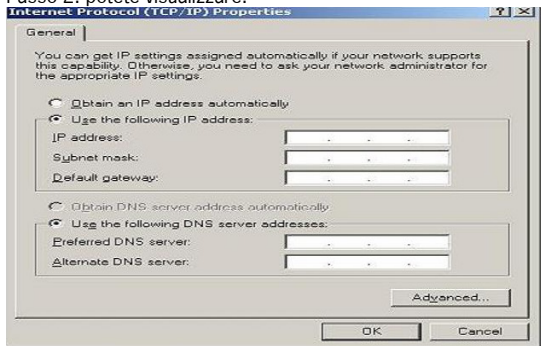 Passo 2: potete visualizzare:
Internet Protocol (TCP/IP) Properties
General
You can get IP settings assigned automatically if your network supports
this capability. Otherwise, you need to ask your network administrator for
the appropriate IP settings.
Obtain an IP address automatically
Use the following IP address:
IP address:
Subnet mask:
Default gateway:
Obtain DNS server address automatically
Use the following DNS server addresses:
Preferred DNS server:
Alternate DNS server:
Advanced...
OK Cancel